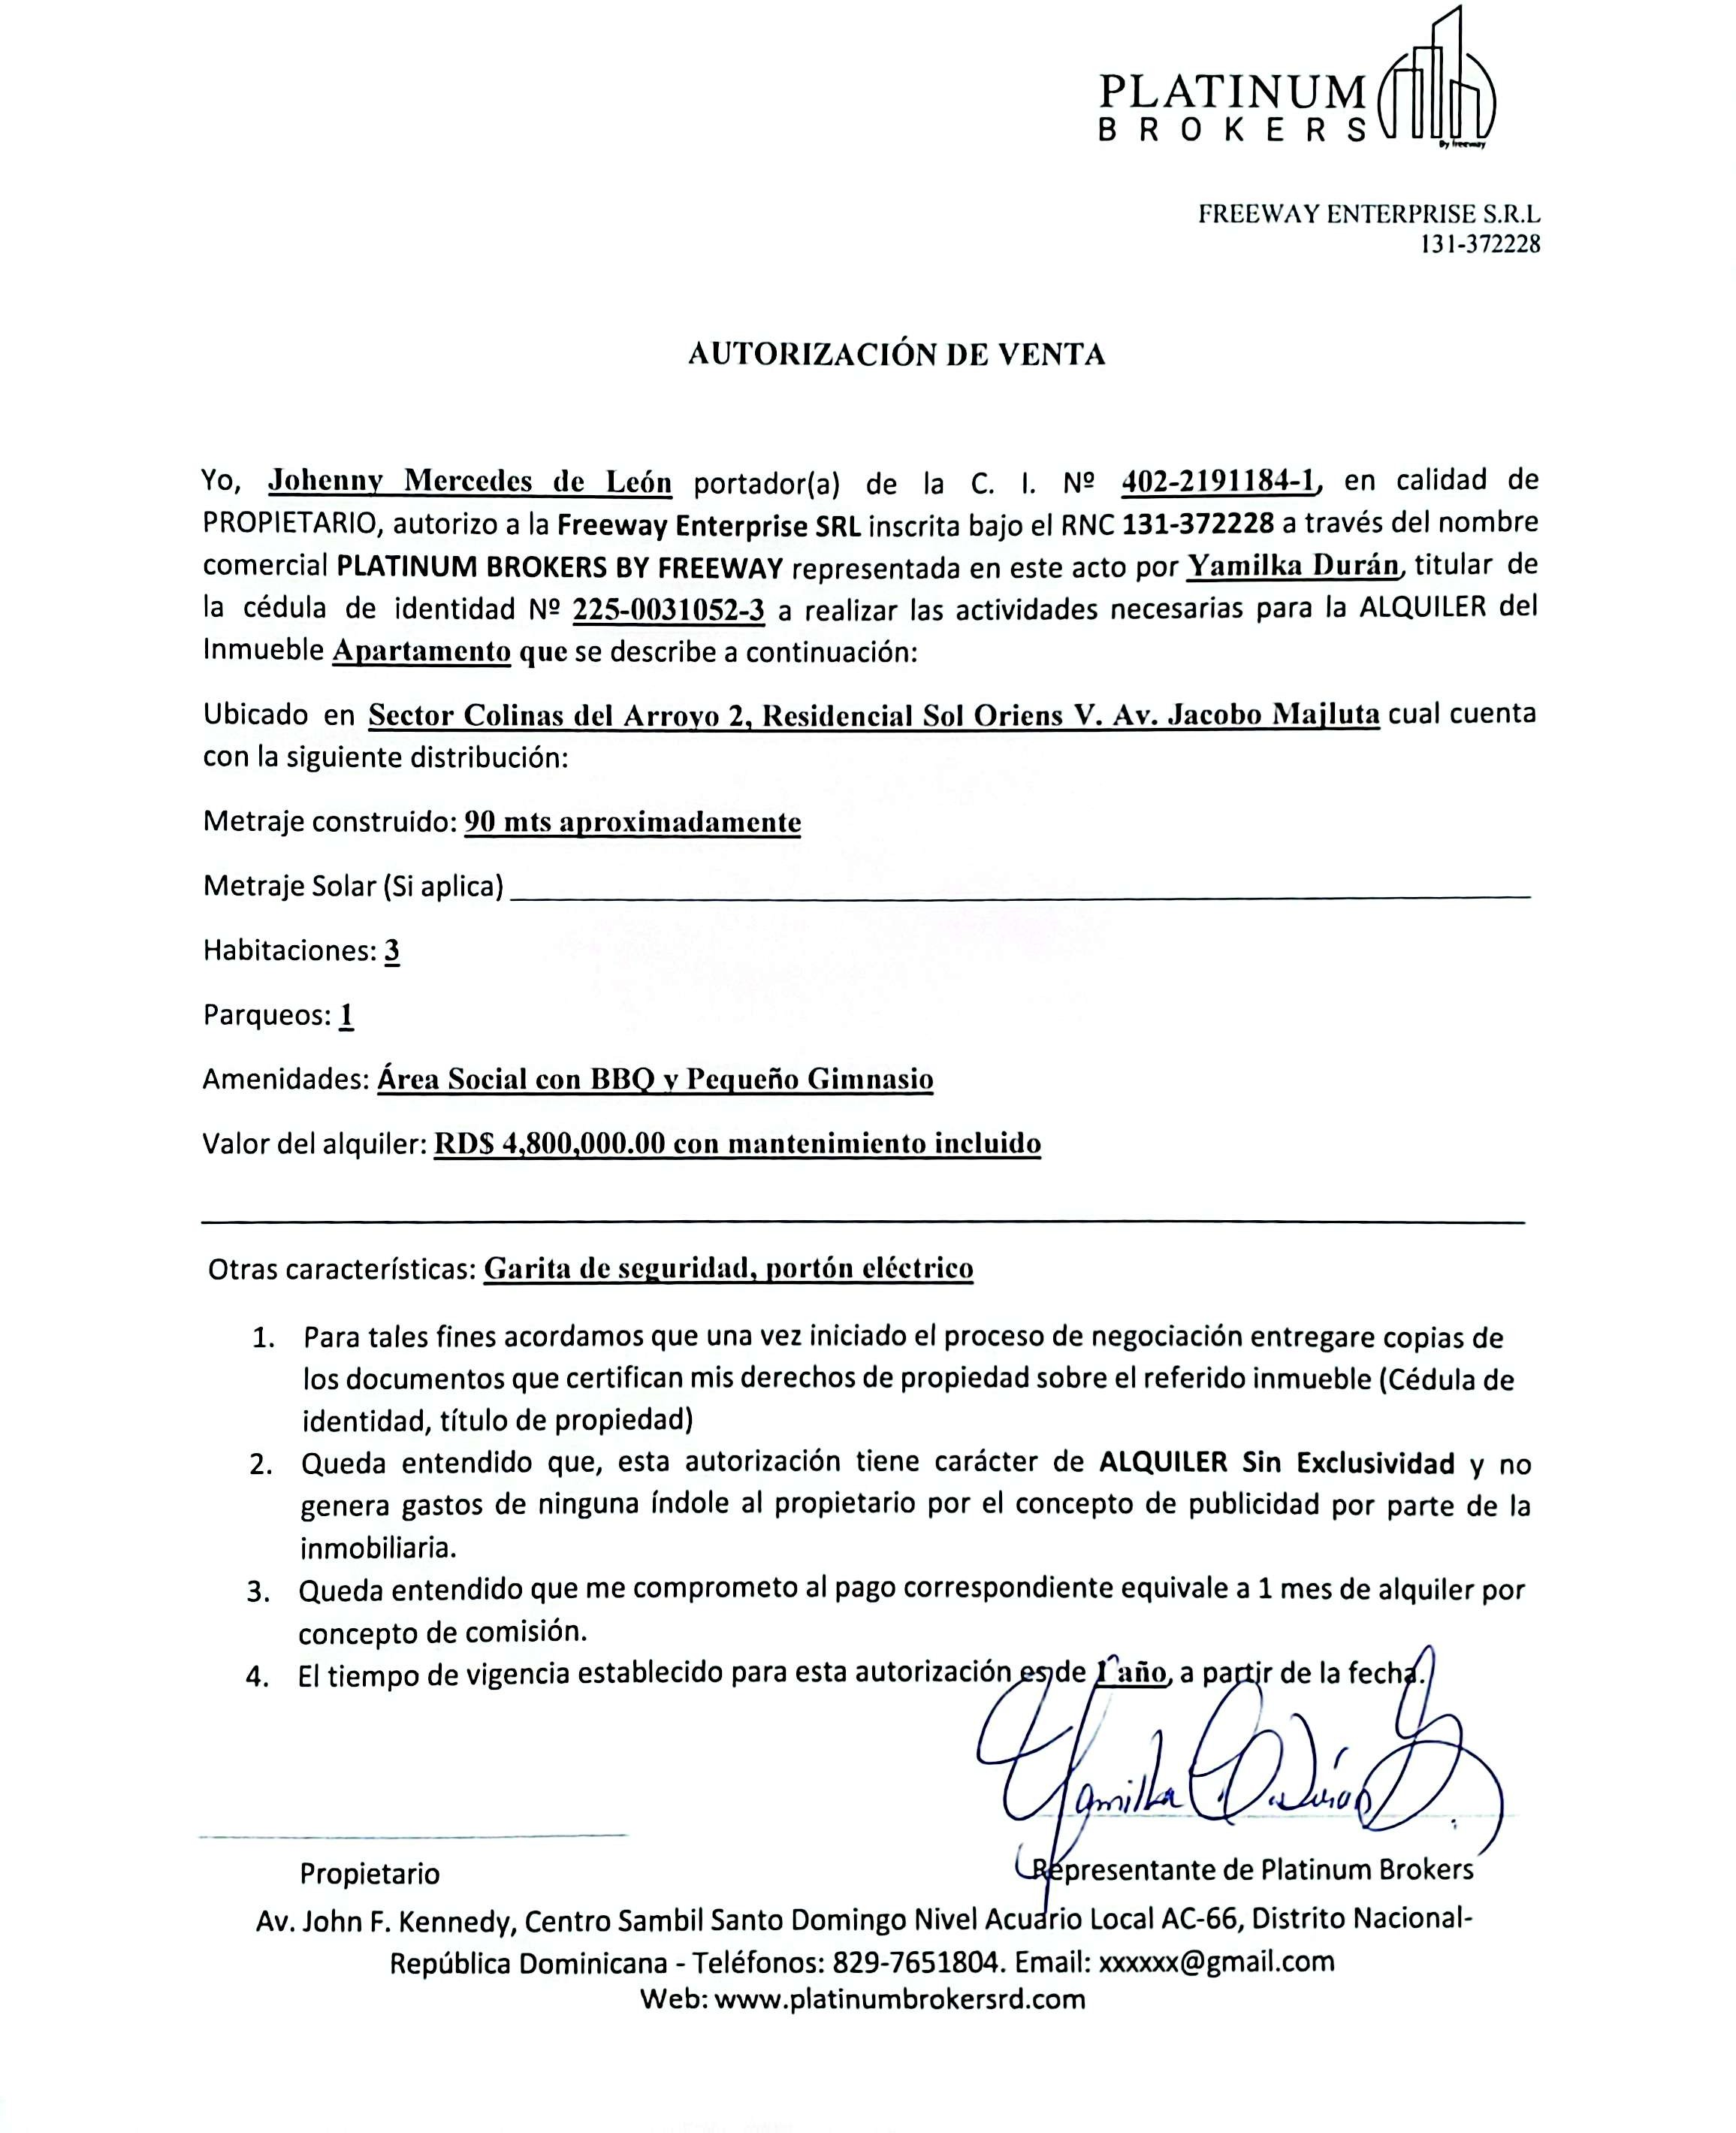 PLATINUM
BROKERS
By freeway
FREEWAY ENTERPRISE S.R.L
131-372228
AUTORIZACIÓN DE VENTA
Yo, Johenny Mercedes de León portador(a) de la C. I. Nº 402-2191184-1, en calidad de
PROPIETARIO, autorizo a la Freeway Enterprise SRL inscrita bajo el RNC 131-372228 a través del nombre
comercial PLATINUM BROKERS BY FREEWAY representada en este acto por Yamilka Durán, titular de
la cédula de identidad Nº 225-0031052-3 a realizar las actividades necesarias para la ALQUILER del
Inmueble Apartamento que se describe a continuación:
Ubicado en Sector Colinas del Arroyo 2, Residencial Sol Oriens V. Av. Jacobo Majluta cual cuenta
con la siguiente distribución:
Metraje construido: 90 mts aproximadamente
Metraje Solar (Si aplica)
Habitaciones: 3
Parqueos: 1
Amenidades: Área Social con BBQ y Pequeño Gimnasio
Valor del alquiler: RD$ 4,800,000.00 con mantenimiento incluido
Otras características: Garita de seguridad, portón eléctrico
1. Para tales fines acordamos que una vez iniciado el proceso de negociación entregare copias de
los documentos que certifican mis derechos de propiedad sobre el referido inmueble (Cédula de
identidad, título de propiedad)
2. Queda entendido que, esta autorización tiene carácter de ALQUILER Sin Exclusividad y no
genera gastos de ninguna índole al propietario por el concepto de publicidad por parte de la
inmobiliaria.
3. Queda entendido que me comprometo al pago correspondiente equivale a 1 mes de alquiler por
concepto de comisión.
4. El tiempo de vigencia establecido para esta autorización es de 1 año, a partir de la fecha.
Yamilka Durán
Propietario
Representante de Platinum Brokers
Av. John F. Kennedy, Centro Sambil Santo Domingo Nivel Acuario Local AC-66, Distrito Nacional-
República Dominicana - Teléfonos: 829-7651804. Email: xxxxxx@gmail.com
Web: www.platinumbrokersrd.com